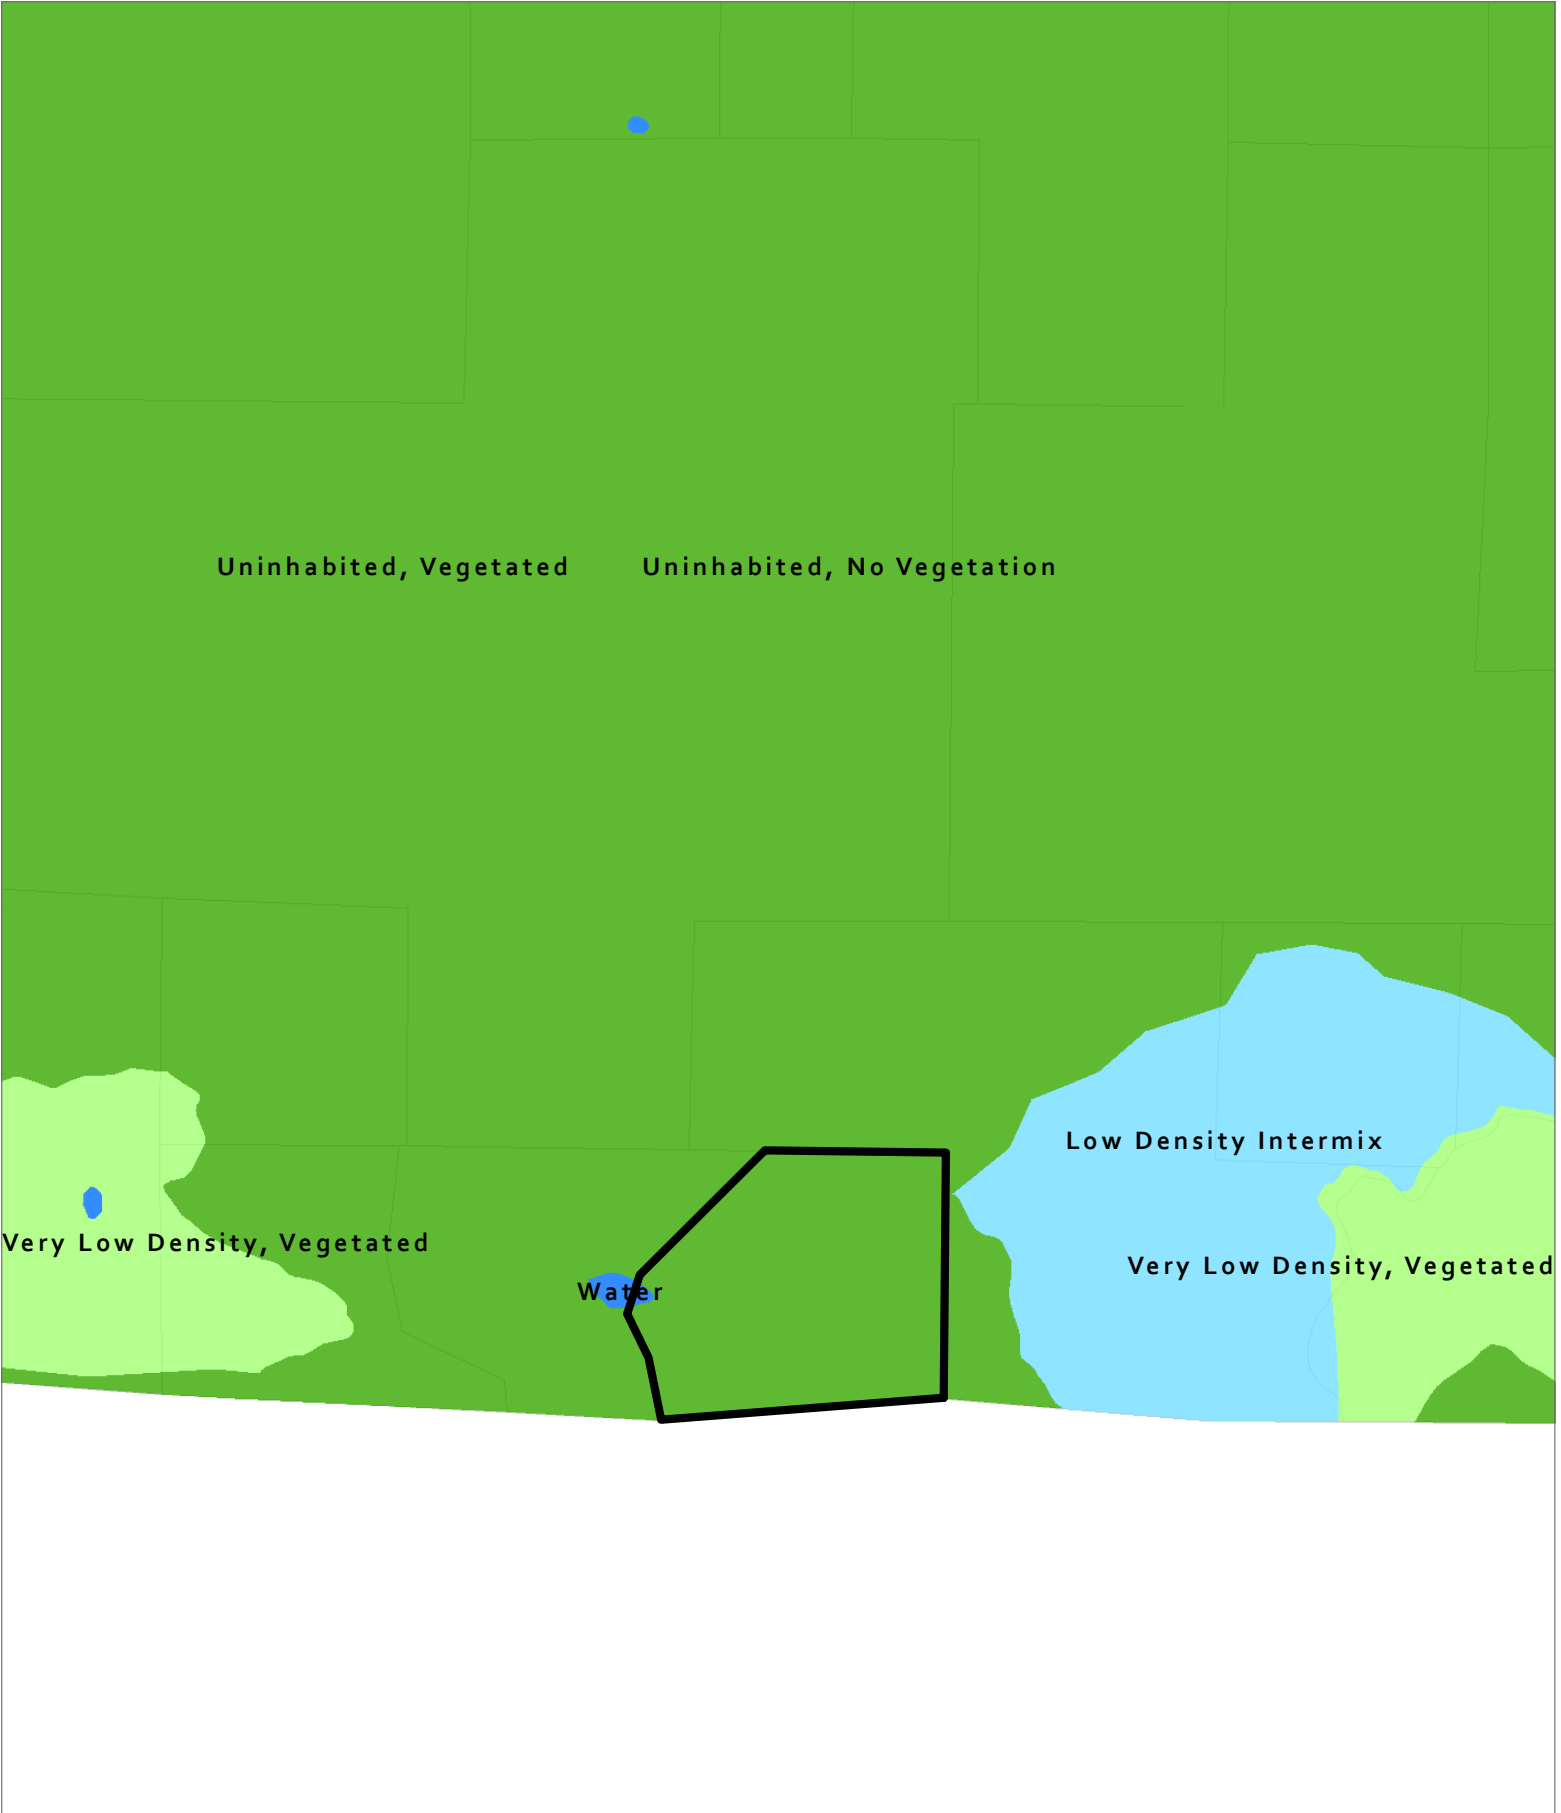 Uninhabited, Vegetated
Uninhabited, No Vegetation
Low Density Intermix
Very Low Density, Vegetated
Very Low Density, Vegetated
Water